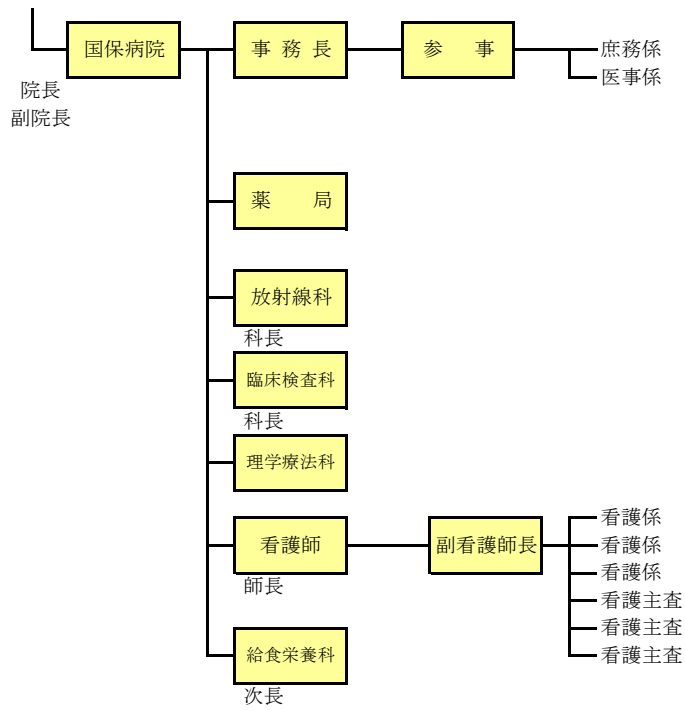 国保病院
院長
副院長
事 務 長
参 事
庶務係
医事係
薬 局
放射線科
科長
臨床検査科
科長
理学療法科
看護師
師長
副看護師長
看護係
看護係
看護係
看護主査
看護主査
看護主査
給食栄養科
次長